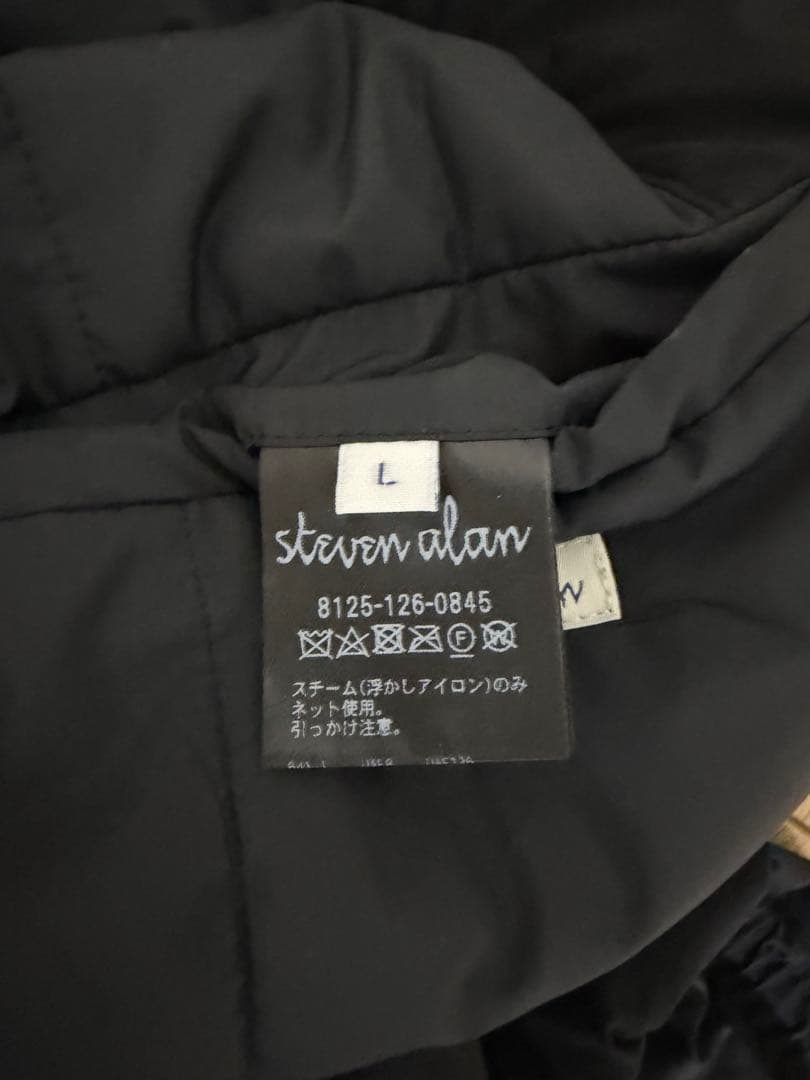 L
steven alan
8125-126-0845
スチーム(浮かしアイロン)のみ
ネット使用。
引っかけ注意。